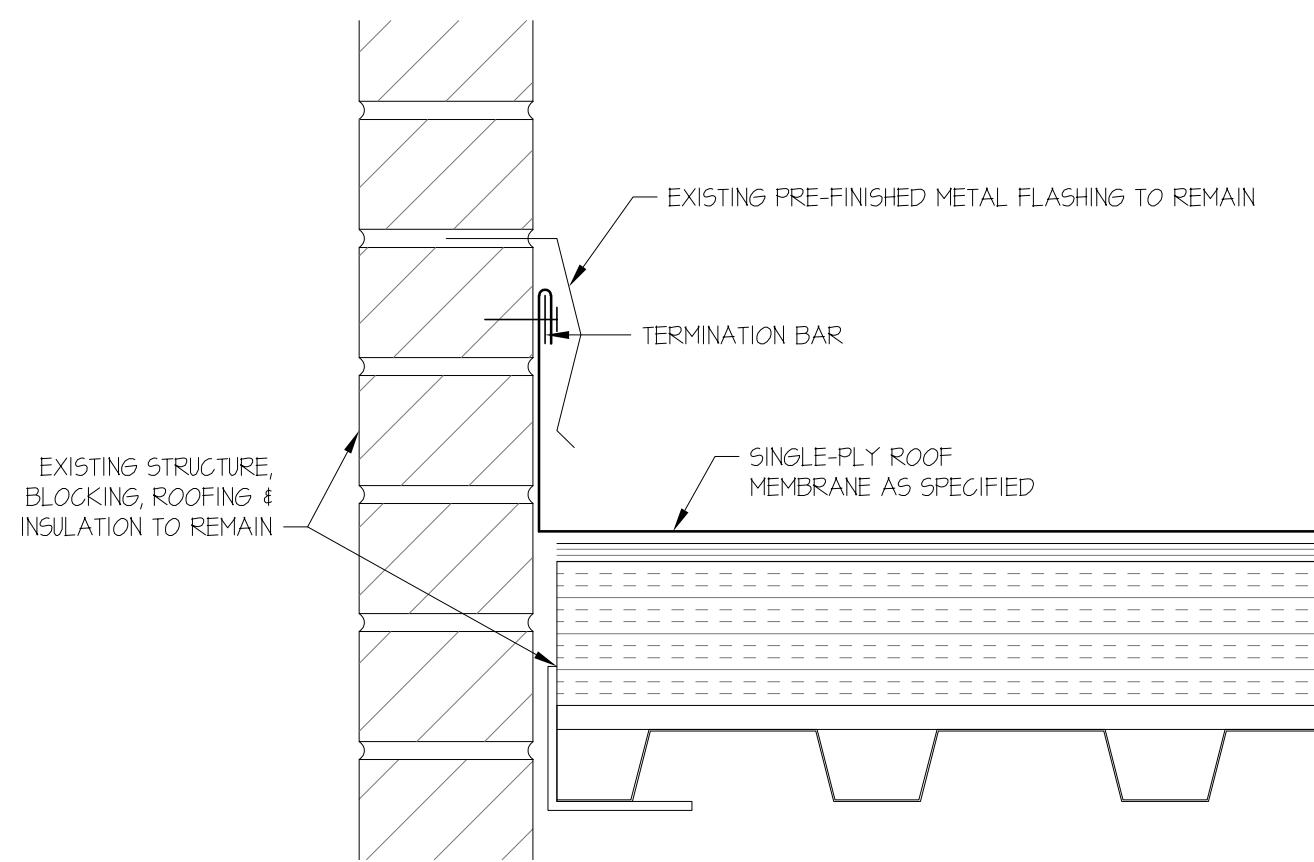 EXISTING PRE-FINISHED METAL FLASHING TO REMAIN
TERMINATION BAR
SINGLE-PLY ROOF
MEMBRANE AS SPECIFIED
EXISTING STRUCTURE,
BLOCKING, ROOFING &
INSULATION TO REMAIN